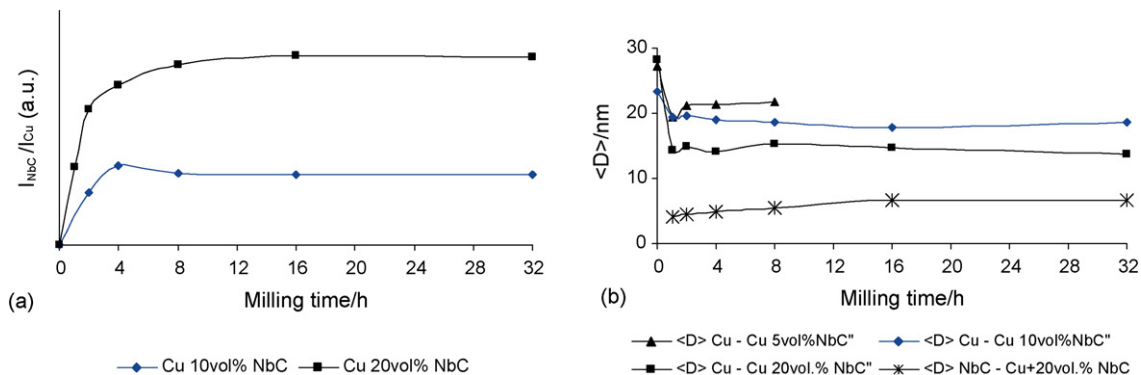 I_NbC /I_Cu (a.u.)
0 4 8 12 16 20 24 28 32
Milling time/h
(a)
Cu 10vol% NbC Cu 20vol% NbC
<D>/nm
30
20
10
0
0 4 8 12 16 20 24 28 32
Milling time/h
(b)
<D> Cu - Cu 5vol%NbC" <D> Cu - Cu 10vol%NbC"
<D> Cu - Cu 20vol.% NbC" <D> NbC - Cu+20vol.% NbC